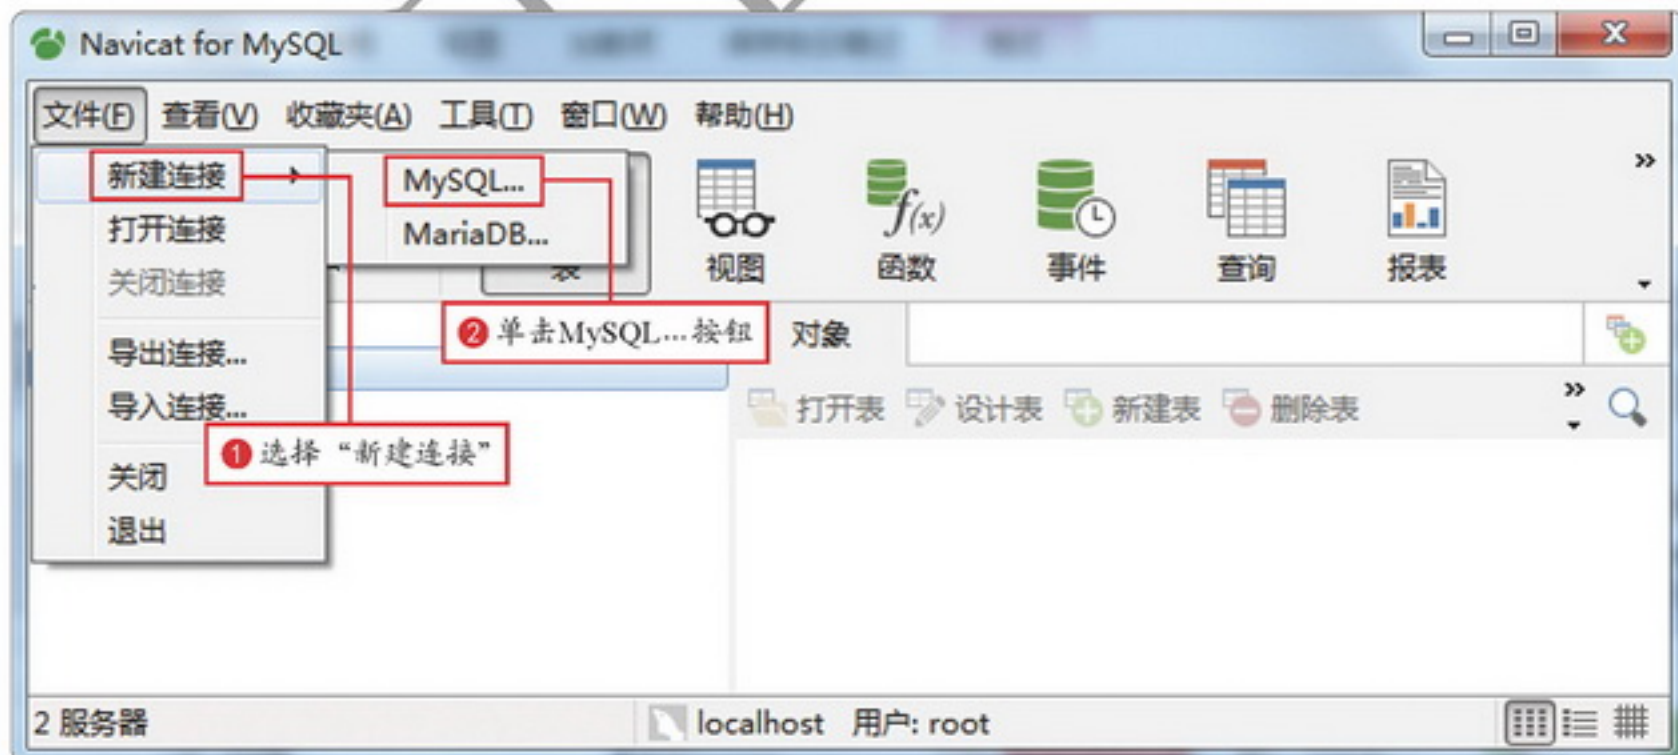 Navicat for MySQL
文件(F) 查看(V) 收藏夹(A) 工具(T) 窗口(W) 帮助(H)
新建连接
打开连接
关闭连接
导出连接...
导入连接...
关闭
退出
MySQL...
MariaDB...
表 视图 f(x) 函数 事件 查询 报表
❷单击MySQL…按钮
❶选择“新建连接”
对象
打开表 设计表 新建表 删除表
2 服务器 localhost 用户: root